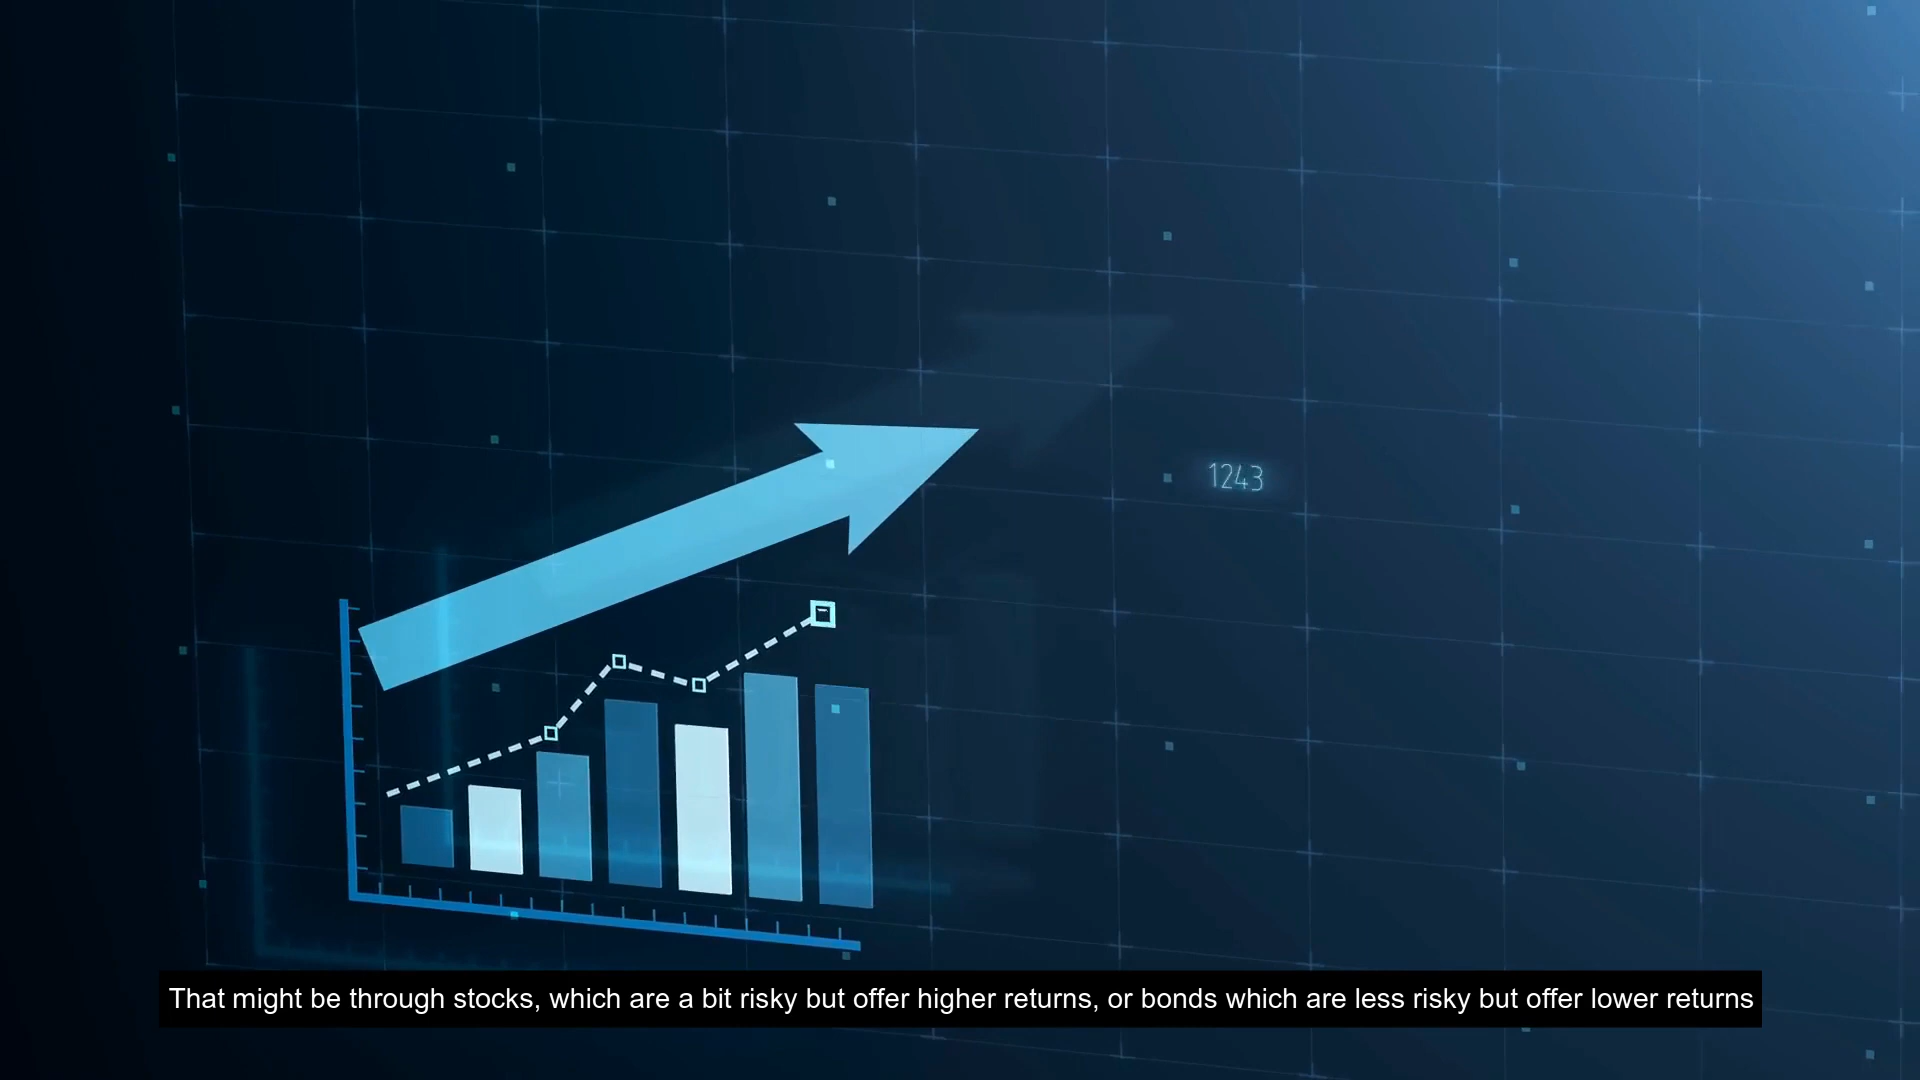 1243
That might be through stocks, which are a bit risky but offer higher returns, or bonds which are less risky but offer lower returns